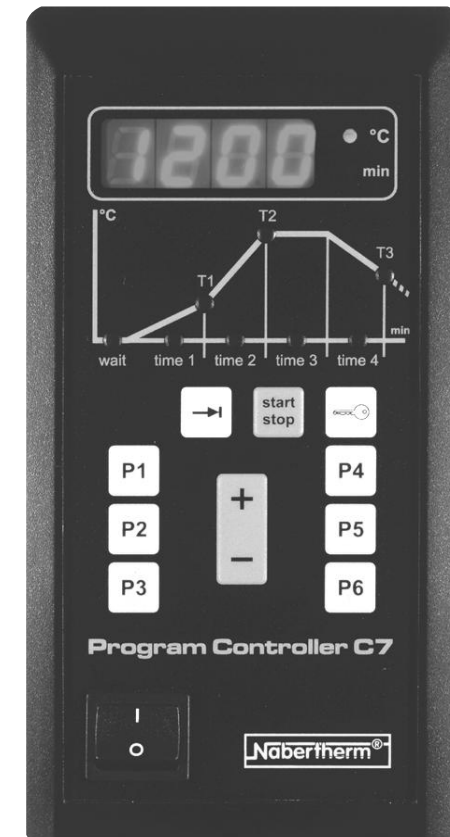 1200
°C
min
°C
T2
T1
T3
min
wait time 1 time 2 time 3 time 4
start
stop
P1
P4
+
P2
P5
−
P3
P6
Program Controller C7
I
O
Nabertherm®